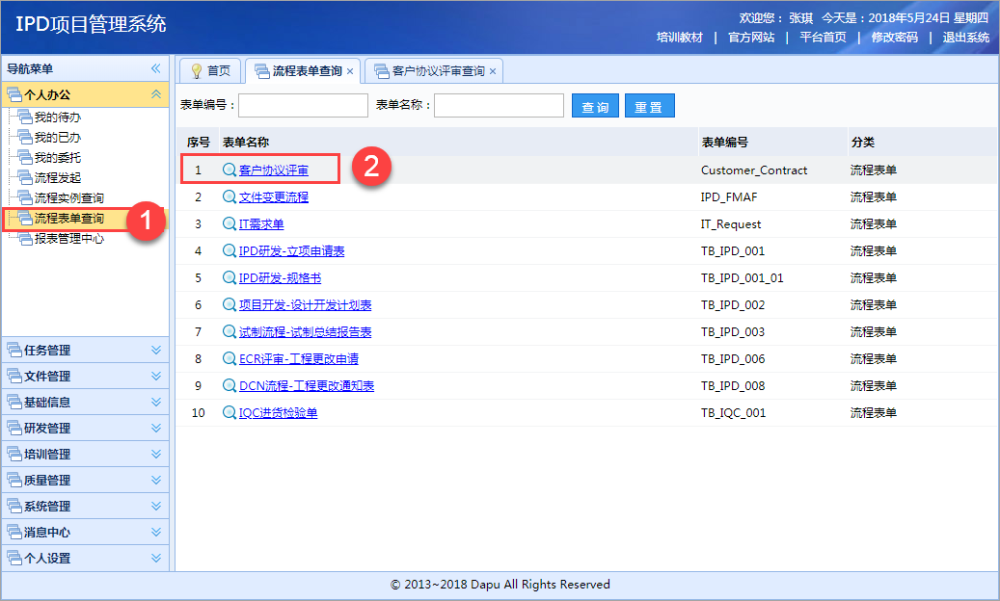 IPD项目管理系统
欢迎您： 张琪 今天是：2018年5月24日 星期四
培训教材 | 官方网站 | 平台首页 | 修改密码 | 退出系统
导航菜单
个人办公
我的待办
我的已办
我的委托
流程发起
流程实例查询
流程表单查询
1
报表管理中心
任务管理
文件管理
基础信息
研发管理
培训管理
质量管理
系统管理
消息中心
个人设置
首页 流程表单查询 × 客户协议评审查询 ×
表单编号： 表单名称： 查询 重置
序号 表单名称 表单编号 分类
1 客户协议评审 2 Customer_Contract 流程表单
2 文件变更流程 IPD_FMAF 流程表单
3 IT需求单 IT_Request 流程表单
4 IPD研发-立项申请表 TB_IPD_001 流程表单
5 IPD研发-规格书 TB_IPD_001_01 流程表单
6 项目开发-设计开发计划表 TB_IPD_002 流程表单
7 试制流程-试制总结报告表 TB_IPD_003 流程表单
8 ECR评审-工程更改申请 TB_IPD_006 流程表单
9 DCN流程-工程更改通知表 TB_IPD_008 流程表单
10 IQC进货检验单 TB_IQC_001 流程表单
© 2013~2018 Dapu All Rights Reserved